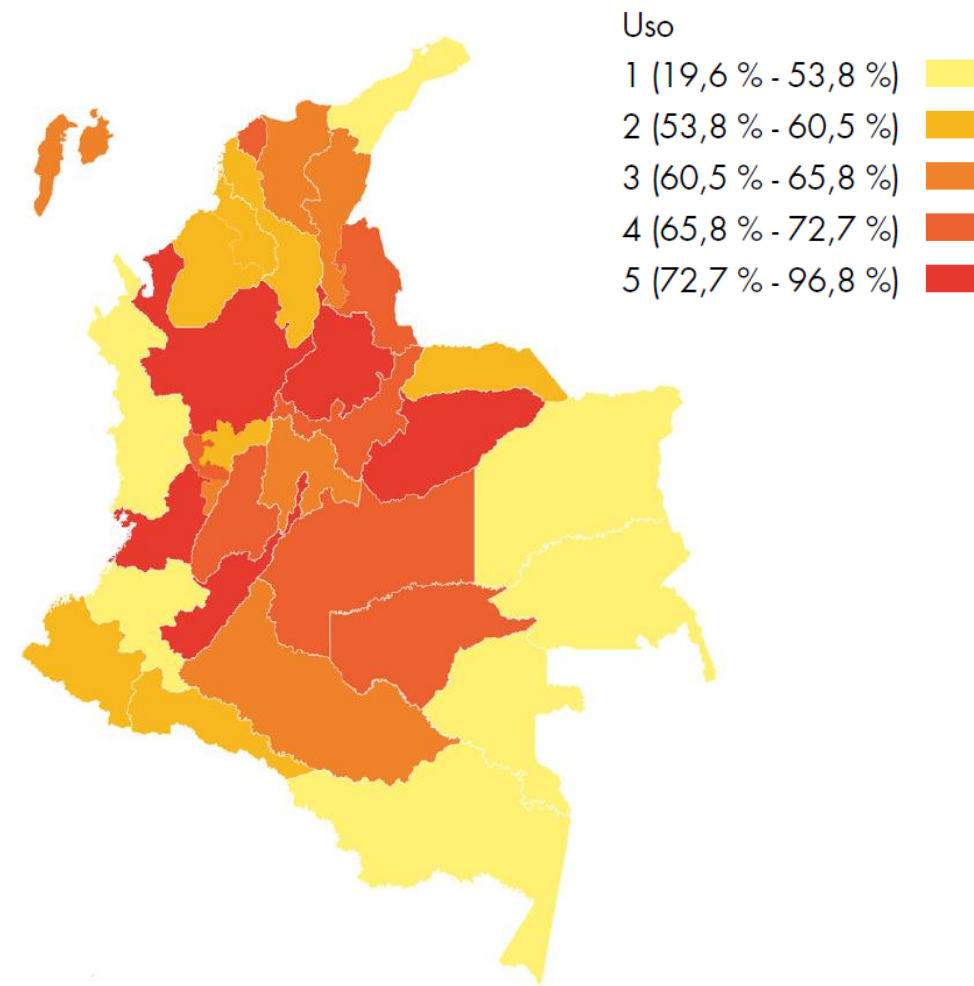 Uso
1 (19,6 % - 53,8 %)
2 (53,8 % - 60,5 %)
3 (60,5 % - 65,8 %)
4 (65,8 % - 72,7 %)
5 (72,7 % - 96,8 %)